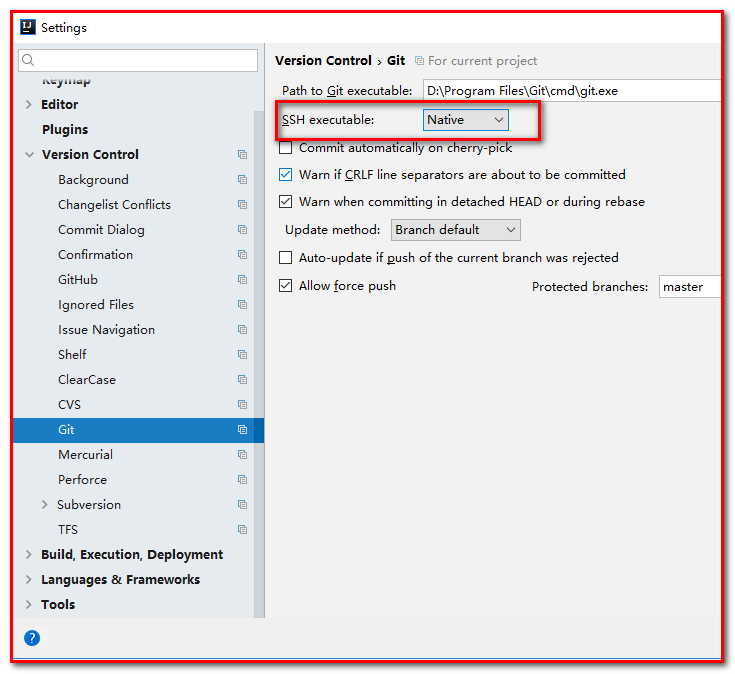 IJ Settings
Keymap
Editor
Plugins
Version Control
Background
Changelist Conflicts
Commit Dialog
Confirmation
GitHub
Ignored Files
Issue Navigation
Shelf
ClearCase
CVS
Git
Mercurial
Perforce
Subversion
TFS
Build, Execution, Deployment
Languages & Frameworks
Tools
?
Version Control › Git For current project
Path to Git executable: D:\Program Files\Git\cmd\git.exe
SSH executable: Native
Commit automatically on cherry-pick
Warn if CRLF line separators are about to be committed
Warn when committing in detached HEAD or during rebase
Update method: Branch default
Auto-update if push of the current branch was rejected
Allow force push Protected branches: master